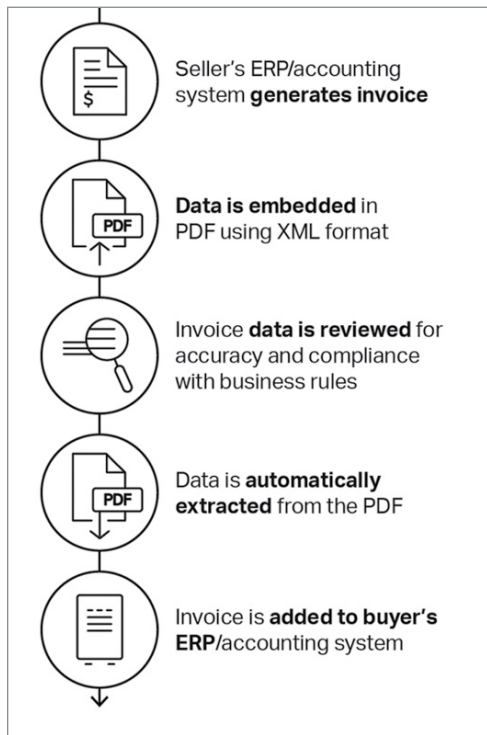 $
Seller’s ERP/accounting
system generates invoice
PDF
Data is embedded in
PDF using XML format
Invoice data is reviewed for
accuracy and compliance
with business rules
PDF
Data is automatically
extracted from the PDF
Invoice is added to buyer’s
ERP/accounting system